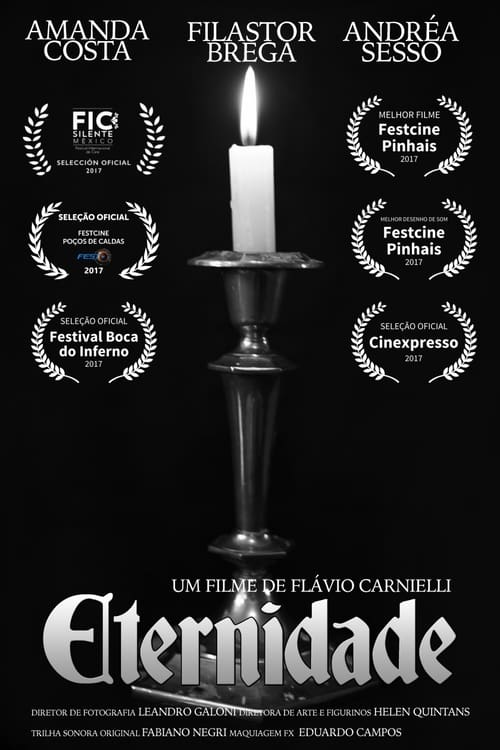 AMANDA
COSTA
FILASTOR
BREGA
ANDRÉA
SESSO
FIC
SILENTE
MÉXICO
SELECCIÓN OFICIAL
2017
SELEÇÃO OFICIAL
FESTCINE
POÇOS DE CALDAS
2017
SELEÇÃO OFICIAL
Festival Boca
do Inferno
2017
MELHOR FILME
Festcine
Pinhais
2017
MELHOR DESENHO DE SOM
Festcine
Pinhais
2017
SELEÇÃO OFICIAL
Cinexpresso
2017
UM FILME DE FLÁVIO CARNIELLI
Eternidade
DIRETOR DE FOTOGRAFIA LEANDRO GALONI DIRETORA DE ARTE E FIGURINOS HELEN QUINTANS
TRILHA SONORA ORIGINAL FABIANO NEGRI MAQUIAGEM FX EDUARDO CAMPOS